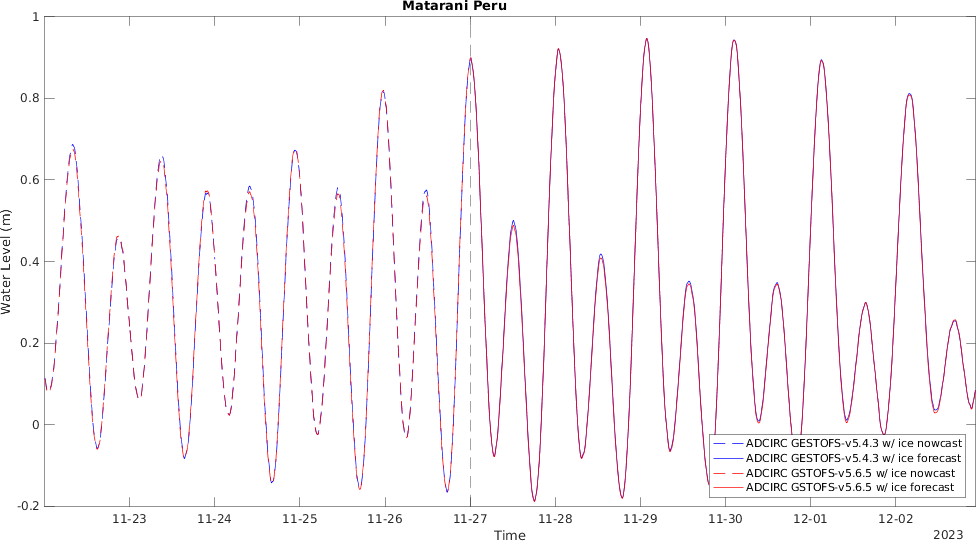 Matarani Peru
1
0.8
0.6
0.4
0.2
0
-0.2
Water Level (m)
ADCIRC GESTOFS-v5.4.3 w/ ice nowcast
ADCIRC GESTOFS-v5.4.3 w/ ice forecast
ADCIRC GSTOFS-v5.6.5 w/ ice nowcast
ADCIRC GSTOFS-v5.6.5 w/ ice forecast
11-23 11-24 11-25 11-26 11-27 11-28 11-29 11-30 12-01 12-02
Time
2023